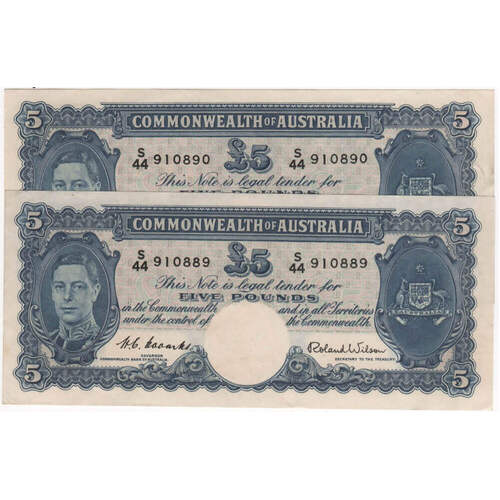 5 COMMONWEALTH OF AUSTRALIA 5
S/44 910890 £5 S/44 910890
This Note is legal tender for
FIVE POUNDS
5 COMMONWEALTH OF AUSTRALIA 5
S/44 910889 £5 S/44 910889
This Note is legal tender for
FIVE POUNDS
in the Commonwealth and in all Territories
under the control of the Commonwealth.
H.C. Coombs Roland Wilson
GOVERNOR SECRETARY TO THE TREASURY
COMMONWEALTH BANK OF AUSTRALIA
AUSTRALIA
5 5